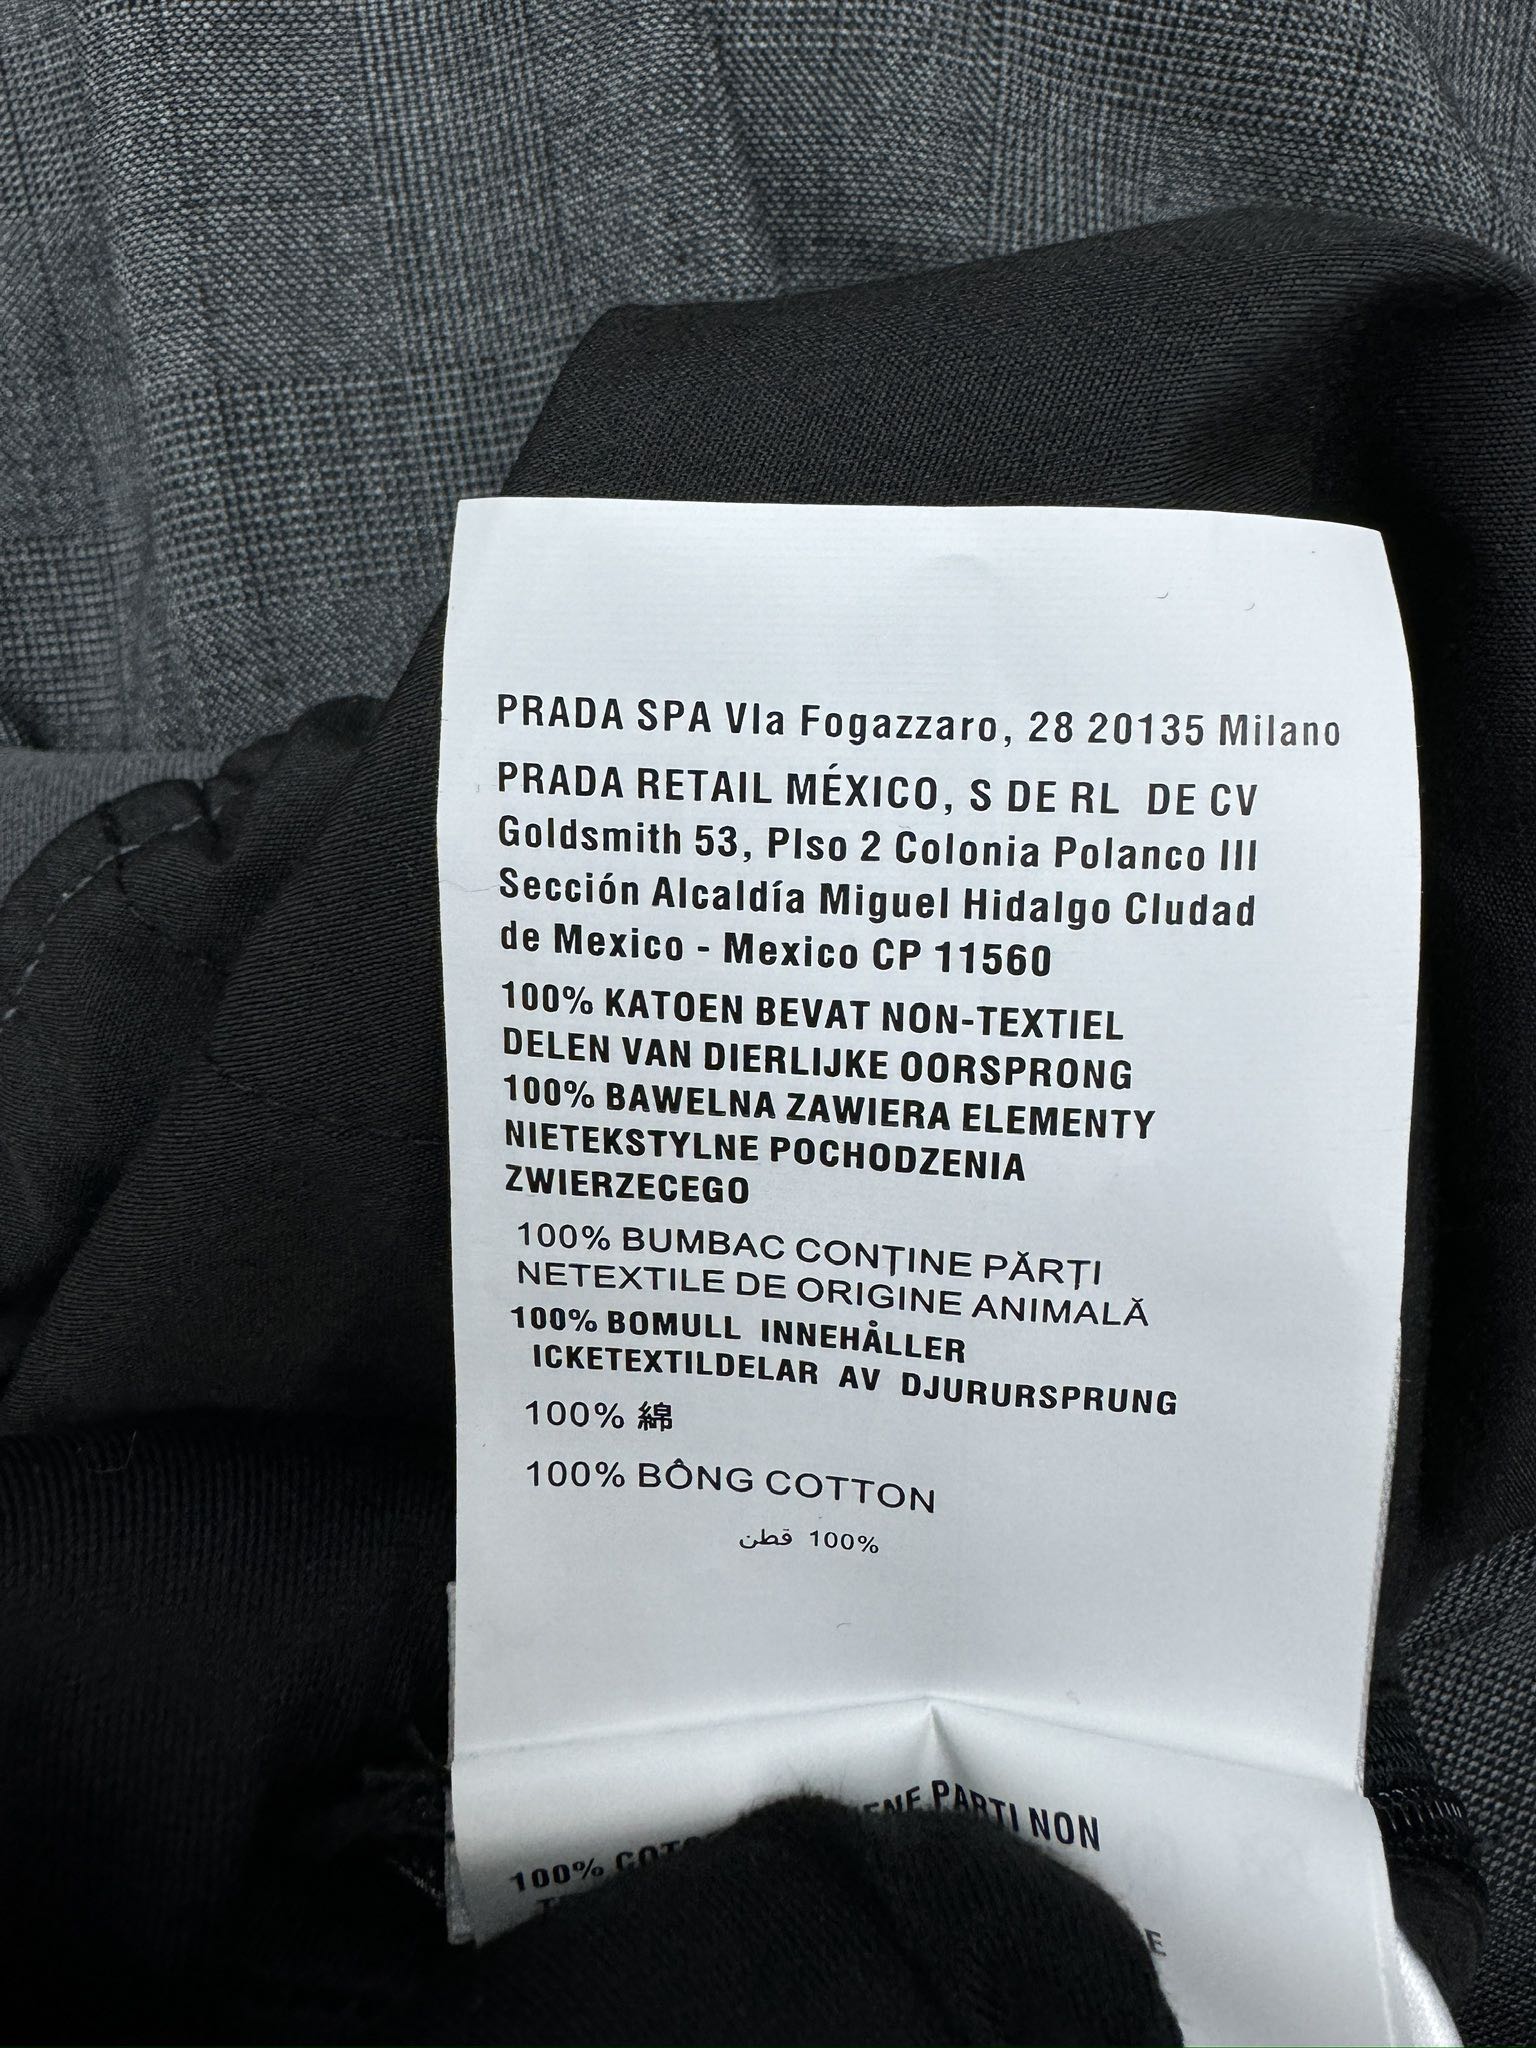 PRADA SPA VIa Fogazzaro, 28 20135 Milano
PRADA RETAIL MÉXICO, S DE RL DE CV
Goldsmith 53, PIso 2 Colonia Polanco III
Sección Alcaldía Miguel Hidalgo CIudad
de Mexico - Mexico CP 11560
100% KATOEN BEVAT NON-TEXTIEL
DELEN VAN DIERLIJKE OORSPRONG
100% BAWELNA ZAWIERA ELEMENTY
NIETEKSTYLNE POCHODZENIA
ZWIERZECEGO
100% BUMBAC CONȚINE PĂRȚI
NETEXTILE DE ORIGINE ANIMALĂ
100% BOMULL INNEHÅLLER
ICKETEXTILDELAR AV DJURURSPRUNG
100% 綿
100% BÔNG COTTON
100% قطن
100% PARTI NON